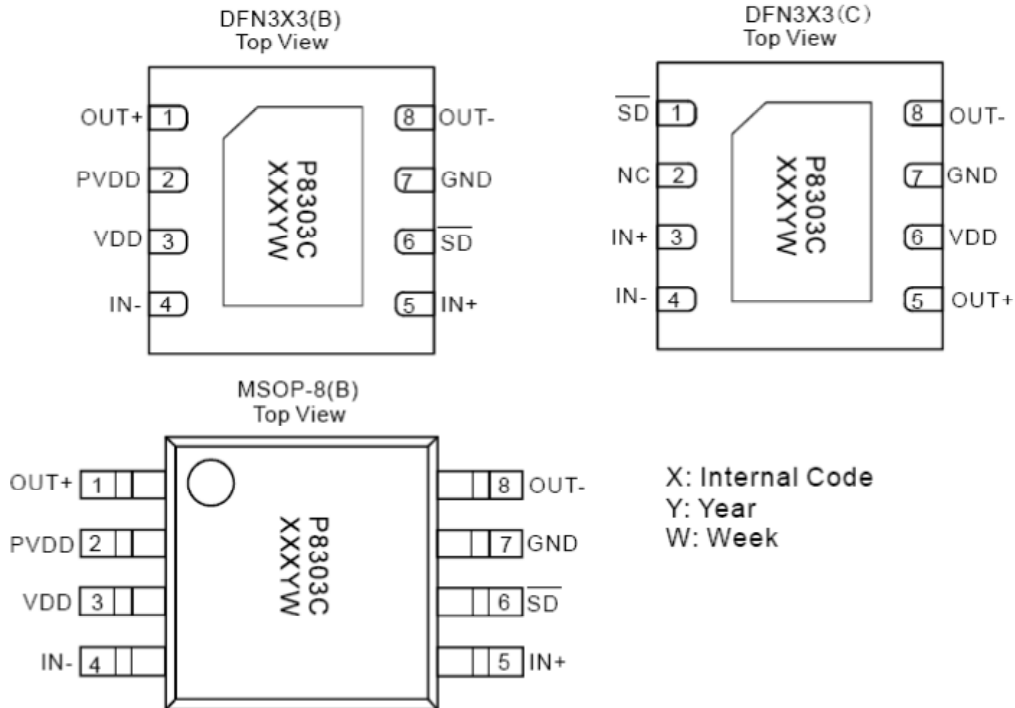 DFN3X3(B)
Top View
OUT+ 1
8 OUT-
PVDD 2
7 GND
VDD 3
6 S̅D̅
IN- 4
5 IN+
P8303C
XXXYW
DFN3X3(C)
Top View
S̅D̅ 1
8 OUT-
NC 2
7 GND
IN+ 3
6 VDD
IN- 4
5 OUT+
P8303C
XXXYW
MSOP-8(B)
Top View
OUT+ 1
8 OUT-
PVDD 2
7 GND
VDD 3
6 S̅D̅
IN- 4
5 IN+
P8303C
XXXYW
X: Internal Code
Y: Year
W: Week